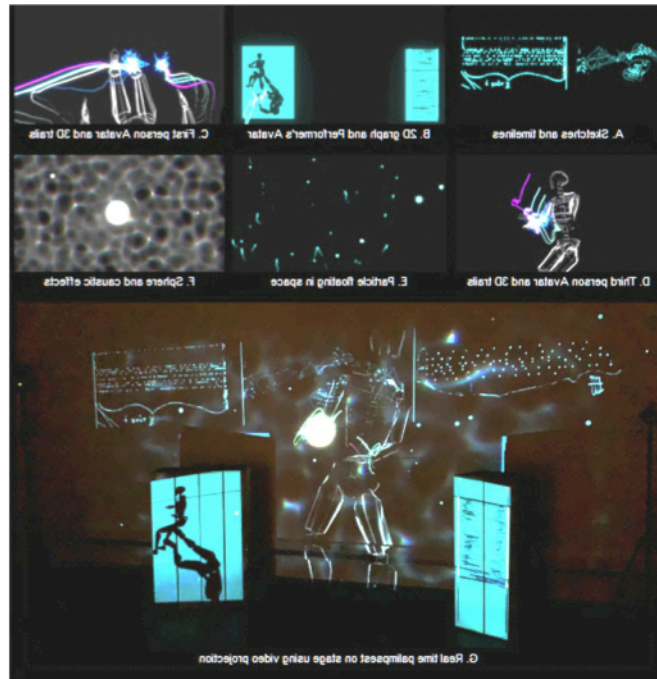 A. Sketches and timelines
B. 2D graph and Performer's Avatar
C. First person Avatar and 3D trails
D. Third person Avatar and 3D trails
E. Particle floating in space
F. Sphere and caustic effects
G. Real time palimpsest on stage using video projection